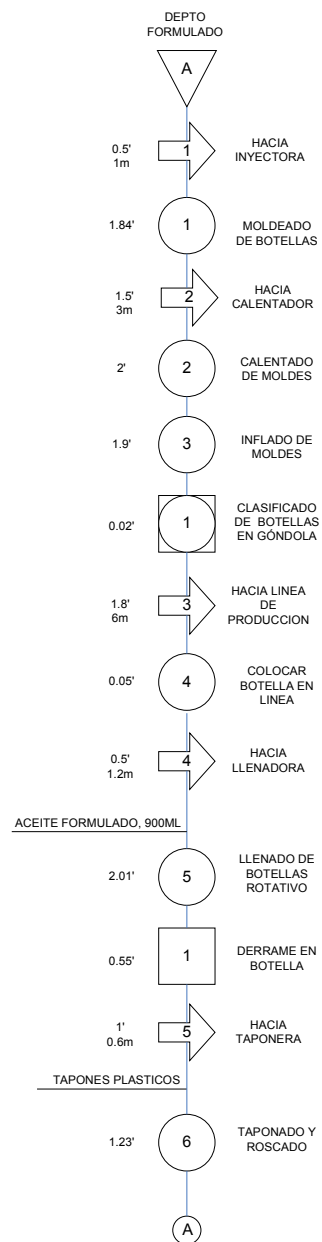 DEPTO
FORMULADO
A
0.5'
1m
1
HACIA
INYECTORA
1.84'
1
MOLDEADO
DE BOTELLAS
1.5'
3m
2
HACIA
CALENTADOR
2'
2
CALENTADO
DE MOLDES
1.9'
3
INFLADO DE
MOLDES
0.02'
1
CLASIFICADO
DE BOTELLAS
EN GÓNDOLA
1.8'
6m
3
HACIA LINEA
DE
PRODUCCION
0.05'
4
COLOCAR
BOTELLA EN
LINEA
0.5'
1.2m
4
HACIA
LLENADORA
ACEITE FORMULADO, 900ML
2.01'
5
LLENADO DE
BOTELLAS
ROTATIVO
0.55'
1
DERRAME EN
BOTELLA
1'
0.6m
5
HACIA
TAPONERA
TAPONES PLASTICOS
1.23'
6
TAPONADO Y
ROSCADO
A